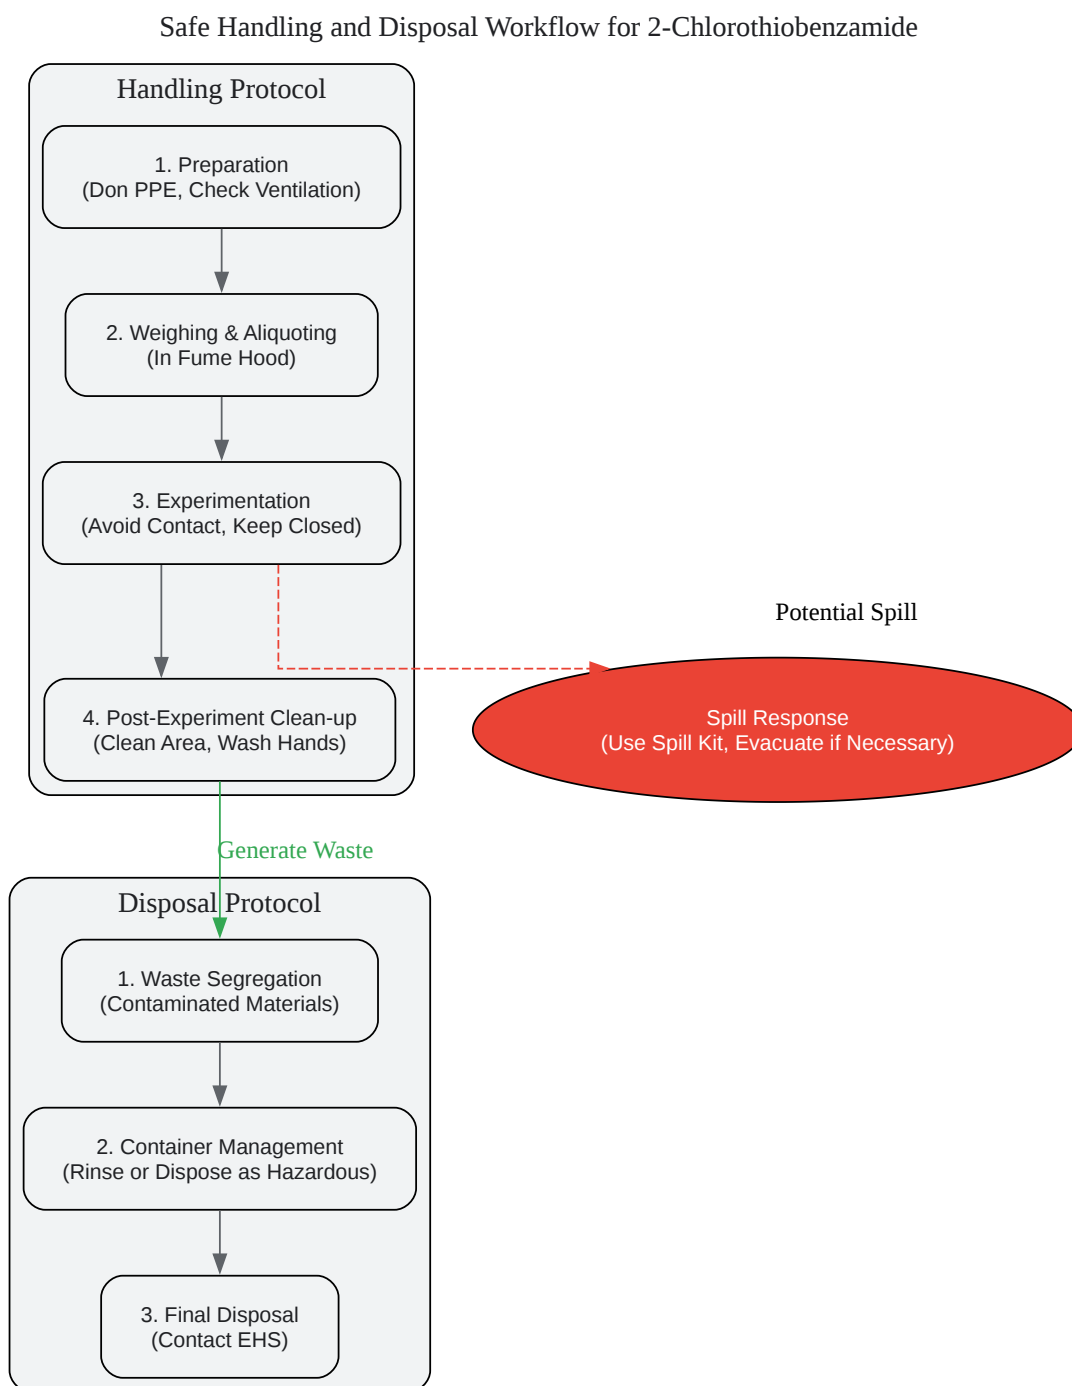 Safe Handling and Disposal Workflow for 2-Chlorothiobenzamide
Handling Protocol
1. Preparation
(Don PPE, Check Ventilation)
2. Weighing & Aliquoting
(In Fume Hood)
3. Experimentation
(Avoid Contact, Keep Closed)
Potential Spill
4. Post-Experiment Clean-up
(Clean Area, Wash Hands)
Spill Response
(Use Spill Kit, Evacuate if Necessary)
Generate Waste
Disposal Protocol
1. Waste Segregation
(Contaminated Materials)
2. Container Management
(Rinse or Dispose as Hazardous)
3. Final Disposal
(Contact EHS)